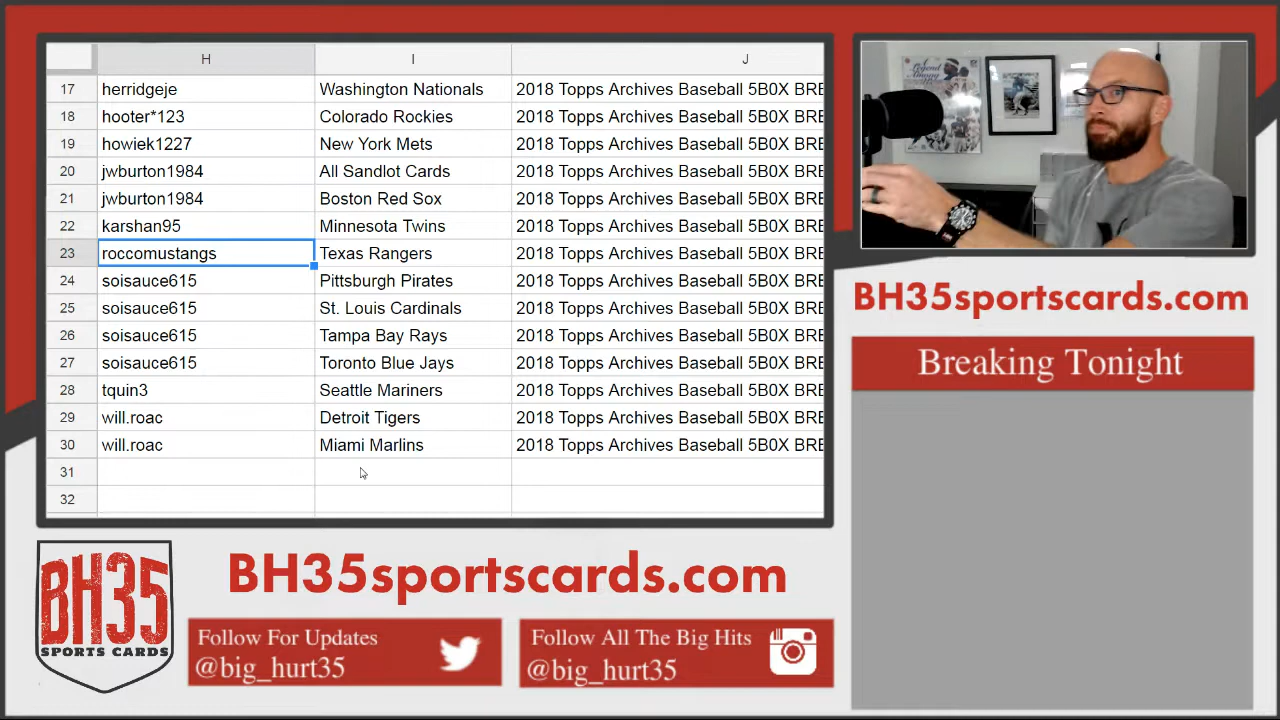 H I J
17 herridgeje Washington Nationals 2018 Topps Archives Baseball 5B0X BRE
18 hooter*123 Colorado Rockies 2018 Topps Archives Baseball 5B0X BRE
19 howiek1227 New York Mets 2018 Topps Archives Baseball 5B0X BRE
20 jwburton1984 All Sandlot Cards 2018 Topps Archives Baseball 5B0X BRE
21 jwburton1984 Boston Red Sox 2018 Topps Archives Baseball 5B0X BRE
22 karshan95 Minnesota Twins 2018 Topps Archives Baseball 5B0X BRE
23 roccomustangs Texas Rangers 2018 Topps Archives Baseball 5B0X BRE
24 soisauce615 Pittsburgh Pirates 2018 Topps Archives Baseball 5B0X BRE
25 soisauce615 St. Louis Cardinals 2018 Topps Archives Baseball 5B0X BRE
26 soisauce615 Tampa Bay Rays 2018 Topps Archives Baseball 5B0X BRE
27 soisauce615 Toronto Blue Jays 2018 Topps Archives Baseball 5B0X BRE
28 tquin3 Seattle Mariners 2018 Topps Archives Baseball 5B0X BRE
29 will.roac Detroit Tigers 2018 Topps Archives Baseball 5B0X BRE
30 will.roac Miami Marlins 2018 Topps Archives Baseball 5B0X BRE
31
32
BH35sportscards.com
Breaking Tonight
BH35
SPORTS CARDS
BH35sportscards.com
Follow For Updates
@big_hurt35
Follow All The Big Hits
@big_hurt35